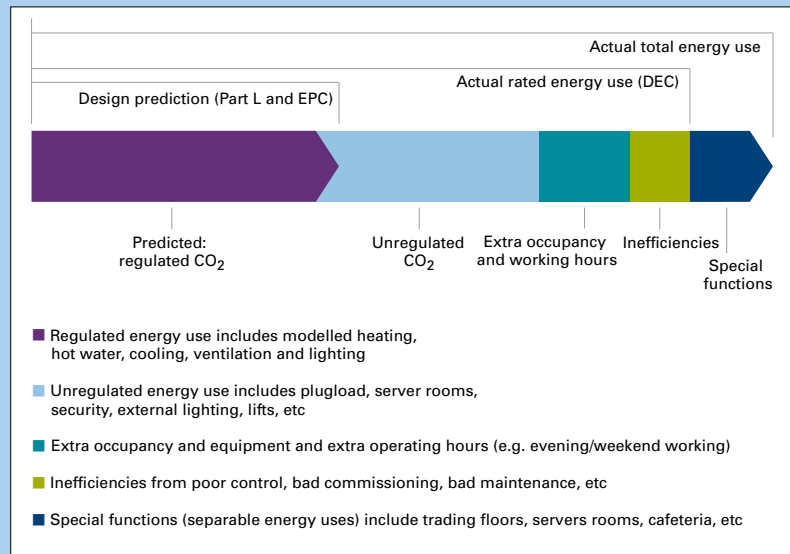 Actual total energy use
Actual rated energy use (DEC)
Design prediction (Part L and EPC)
Predicted:
regulated CO2
Unregulated
CO2
Extra occupancy
and working hours
Inefficiencies
Special
functions
Regulated energy use includes modelled heating,
hot water, cooling, ventilation and lighting
Unregulated energy use includes plugload, server rooms,
security, external lighting, lifts, etc
Extra occupancy and equipment and extra operating hours (e.g. evening/weekend working)
Inefficiencies from poor control, bad commissioning, bad maintenance, etc
Special functions (separable energy uses) include trading floors, servers rooms, cafeteria, etc